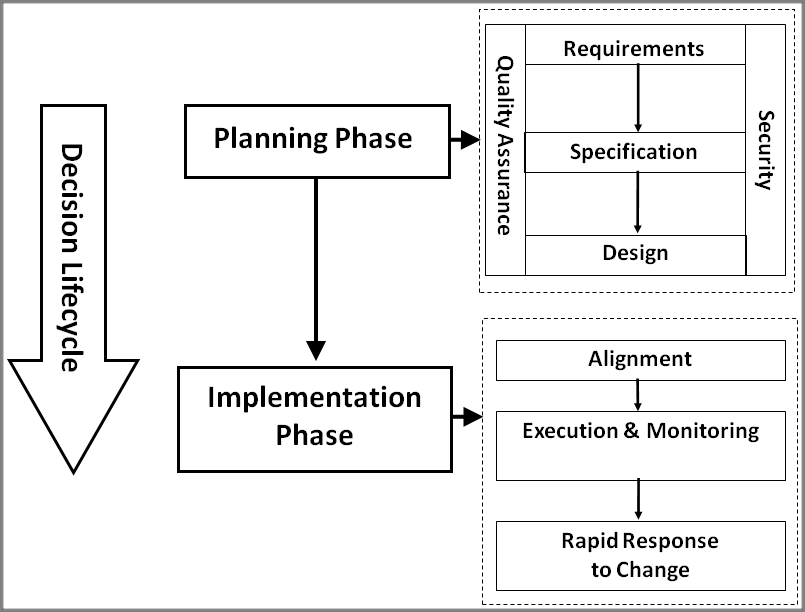 Decision Lifecycle
Planning Phase
Quality Assurance
Requirements
Specification
Design
Security
Implementation
Phase
Alignment
Execution & Monitoring
Rapid Response
to Change